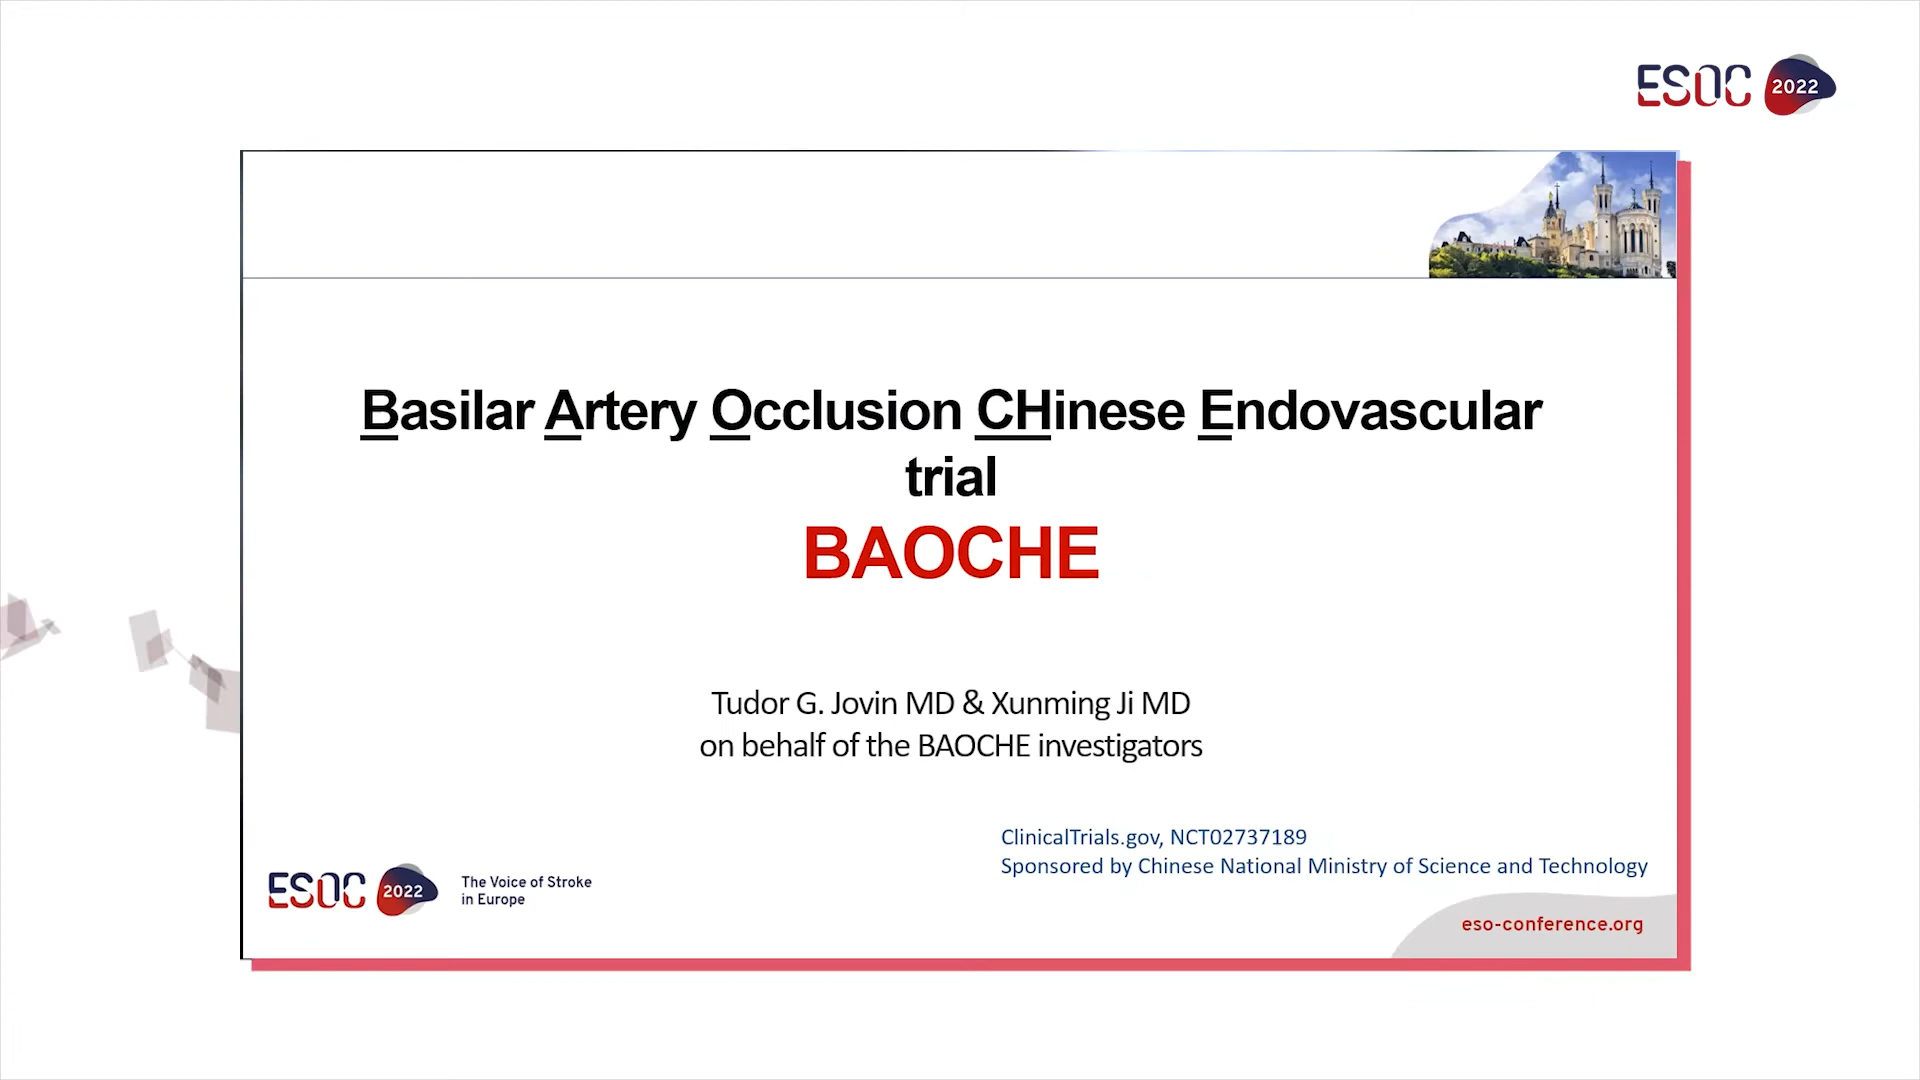 ESOC 2022
Basilar Artery Occlusion CHinese Endovascular
trial
BAOCHE
Tudor G. Jovin MD & Xunming Ji MD
on behalf of the BAOCHE investigators
ClinicalTrials.gov, NCT02737189
Sponsored by Chinese National Ministry of Science and Technology
ESOC 2022
The Voice of Stroke
in Europe
eso-conference.org